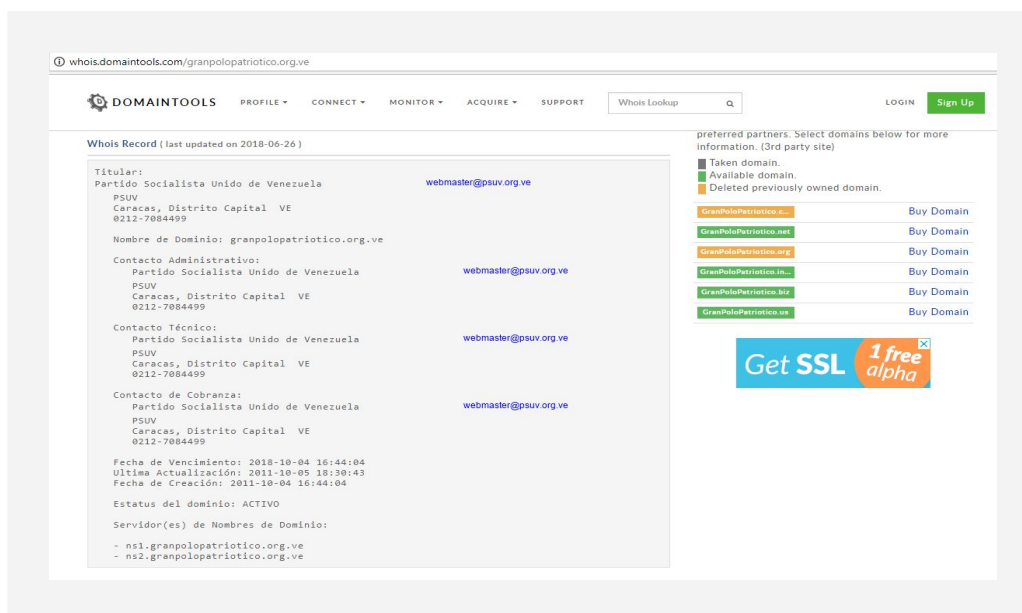 whois.domaintools.com/granpolopatriotico.org.ve
DOMAINTOOLS PROFILE CONNECT MONITOR ACQUIRE SUPPORT Whois Lookup LOGIN Sign Up
Whois Record ( last updated on 2018-06-26 )
Titular:
Partido Socialista Unido de Venezuela webmaster@psuv.org.ve
PSUV
Caracas, Distrito Capital VE
0212-7084499
Nombre de Dominio: granpolopatriotico.org.ve
Contacto Administrativo:
Partido Socialista Unido de Venezuela webmaster@psuv.org.ve
PSUV
Caracas, Distrito Capital VE
0212-7084499
Contacto Técnico:
Partido Socialista Unido de Venezuela webmaster@psuv.org.ve
PSUV
Caracas, Distrito Capital VE
0212-7084499
Contacto de Cobranza:
Partido Socialista Unido de Venezuela webmaster@psuv.org.ve
PSUV
Caracas, Distrito Capital VE
0212-7084499
Fecha de Vencimiento: 2018-10-04 16:44:04
Ultima Actualización: 2011-10-05 18:30:43
Fecha de Creación: 2011-10-04 16:44:04
Estatus del dominio: ACTIVO
Servidor(es) de Nombres de Dominio:
- ns1.granpolopatriotico.org.ve
- ns2.granpolopatriotico.org.ve
preferred partners. Select domains below for more
information. (3rd party site)
Taken domain.
Available domain.
Deleted previously owned domain.
Buy Domain
GranPoloPatriotico.net Buy Domain
GranPoloPatriotico.org Buy Domain
GranPoloPatriotico.in... Buy Domain
GranPoloPatriotico.biz Buy Domain
GranPoloPatriotico.us Buy Domain
Get SSL
1 free
alpha